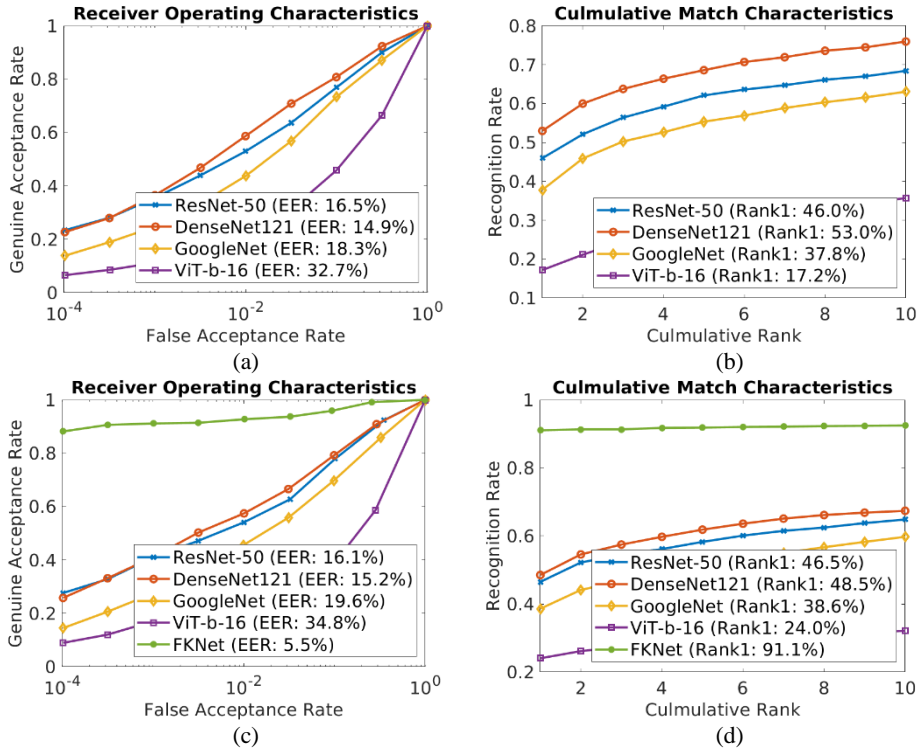 Receiver Operating Characteristics
Genuine Acceptance Rate
1
0.8
0.6
0.4
0.2
0
ResNet-50 (EER: 16.5%)
DenseNet121 (EER: 14.9%)
GoogleNet (EER: 18.3%)
ViT-b-16 (EER: 32.7%)
10^-4
10^-2
10^0
False Acceptance Rate
(a)
Culmulative Match Characteristics
Recognition Rate
0.8
0.7
0.6
0.5
0.4
0.3
0.2
0.1
ResNet-50 (Rank1: 46.0%)
DenseNet121 (Rank1: 53.0%)
GoogleNet (Rank1: 37.8%)
ViT-b-16 (Rank1: 17.2%)
2 4 6 8 10
Culmulative Rank
(b)
Receiver Operating Characteristics
Genuine Acceptance Rate
1
0.8
0.6
0.4
0.2
0
ResNet-50 (EER: 16.1%)
DenseNet121 (EER: 15.2%)
GoogleNet (EER: 19.6%)
ViT-b-16 (EER: 34.8%)
FKNet (EER: 5.5%)
10^-4
10^-2
10^0
False Acceptance Rate
(c)
Culmulative Match Characteristics
Recognition Rate
1
0.8
0.6
0.4
0.2
ResNet-50 (Rank1: 46.5%)
DenseNet121 (Rank1: 48.5%)
GoogleNet (Rank1: 38.6%)
ViT-b-16 (Rank1: 24.0%)
FKNet (Rank1: 91.1%)
2 4 6 8 10
Culmulative Rank
(d)